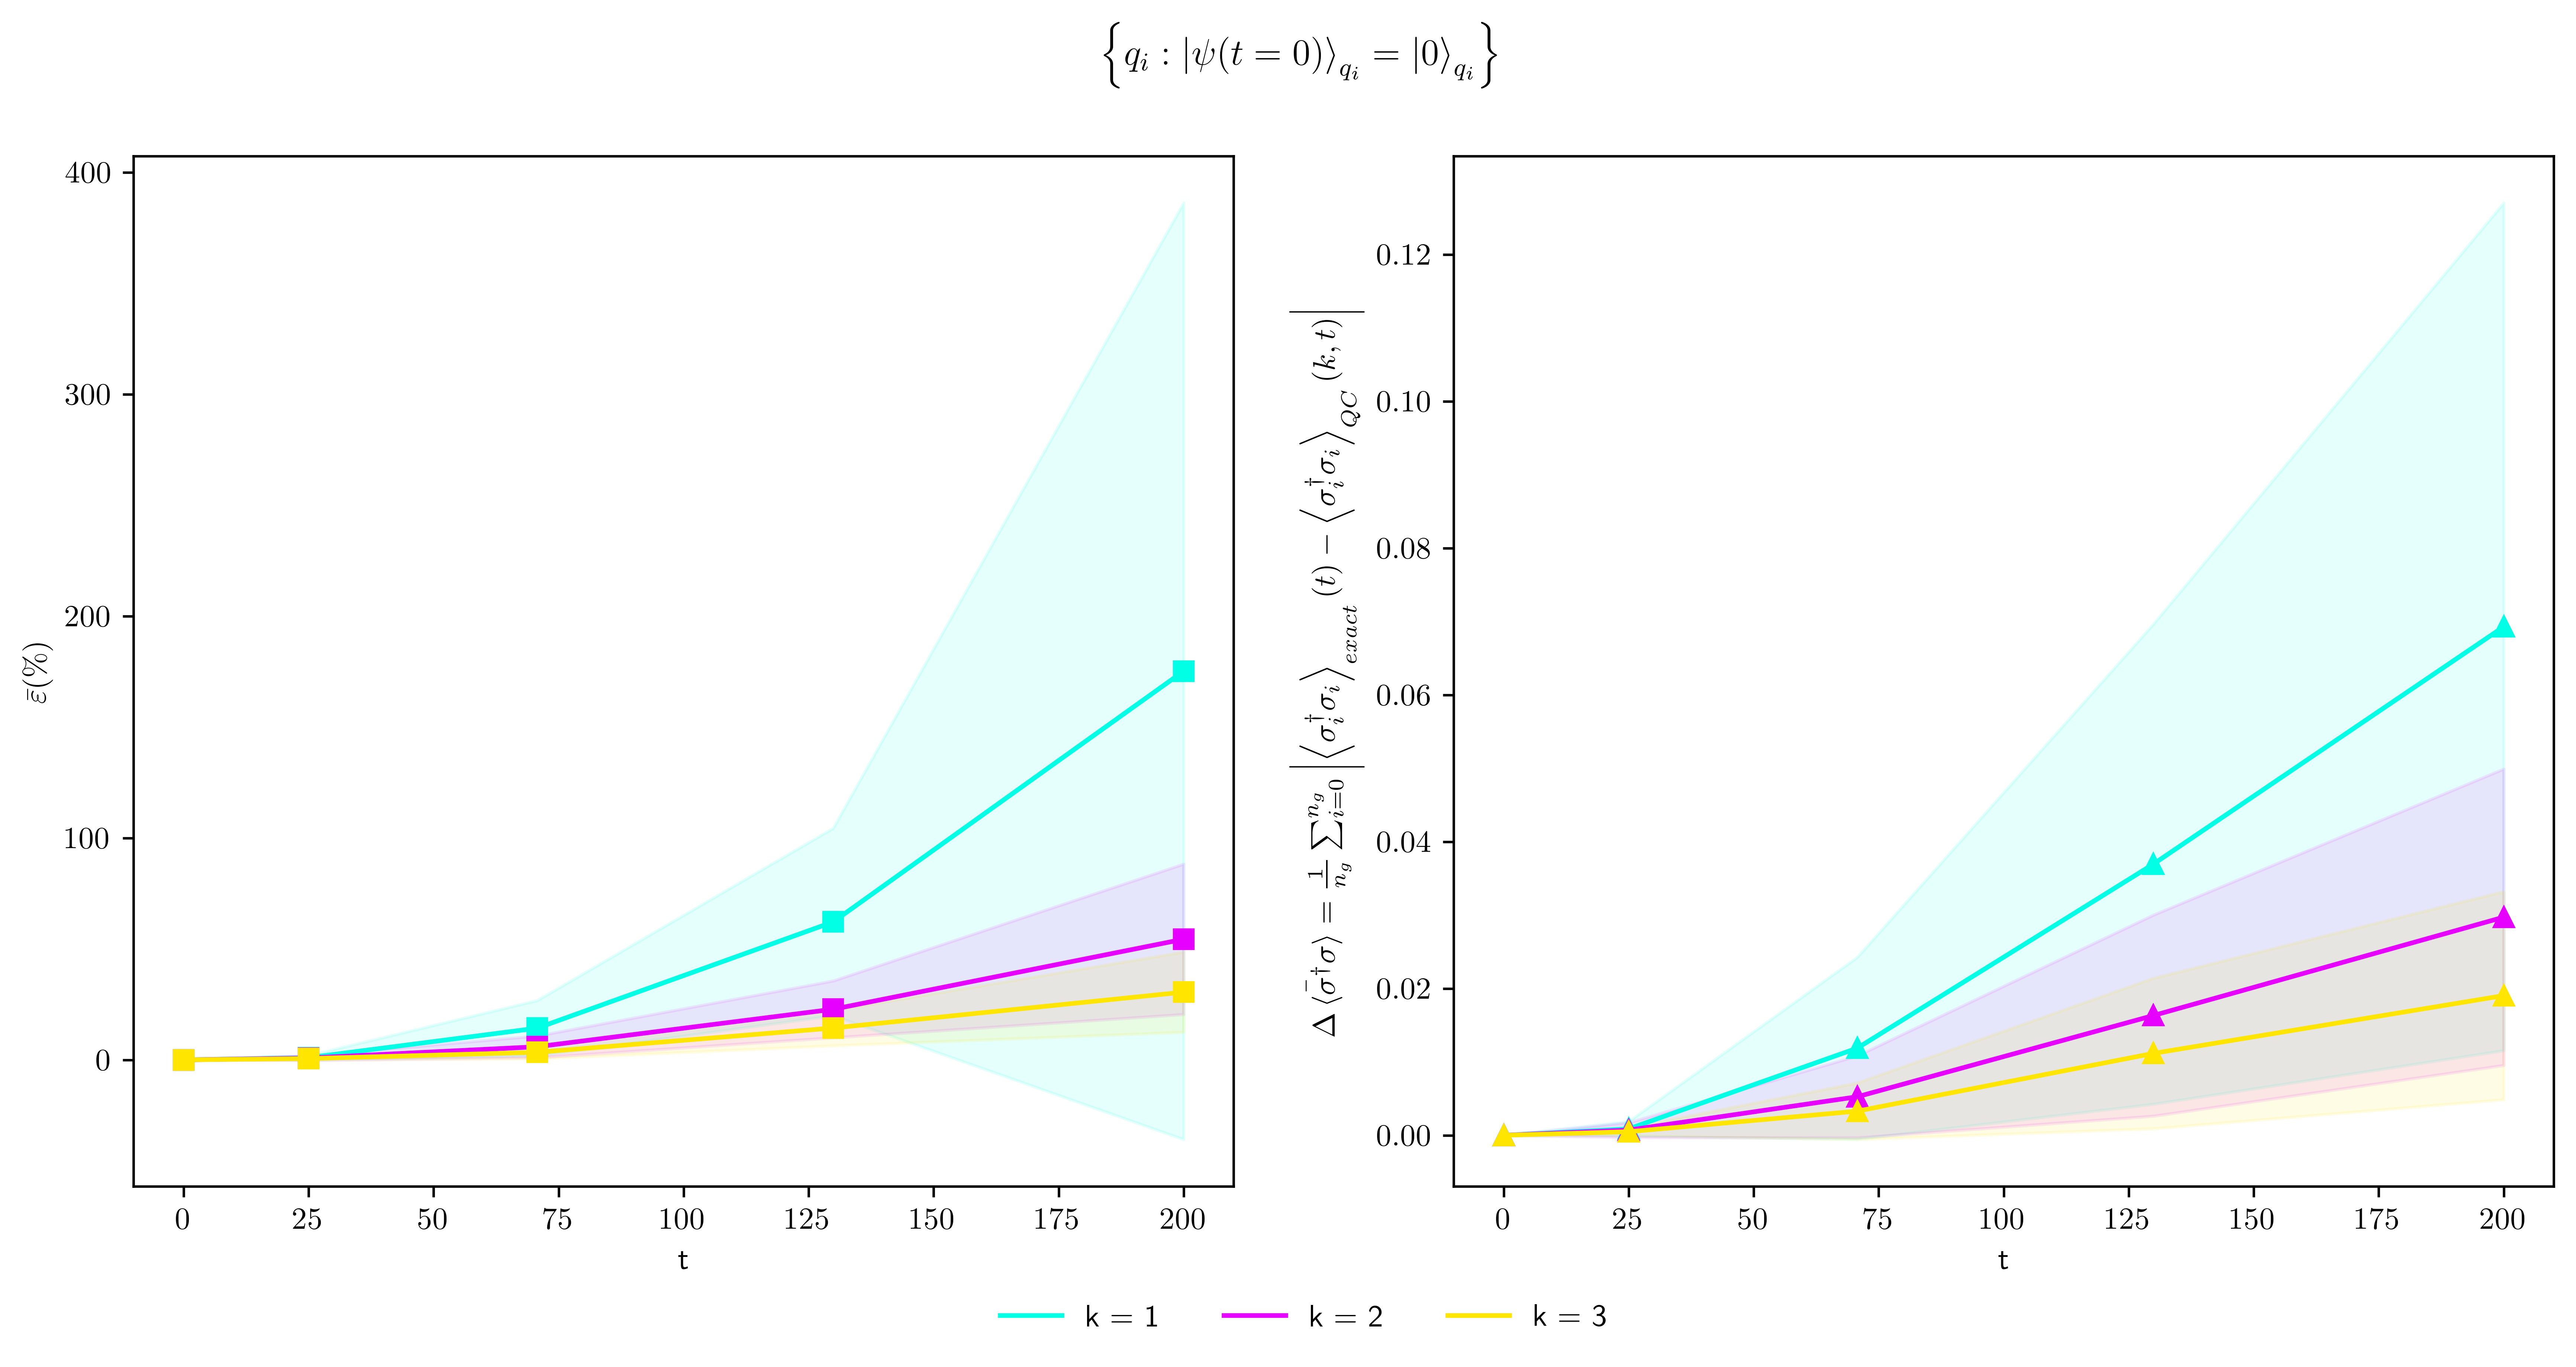 {q_i : |ψ(t = 0)⟩_{q_i} = |0⟩_{q_i}}
400
300
200
100
0
ε̄(%)
0 25 50 75 100 125 150 175 200
t
0.12
0.10
0.08
0.06
0.04
0.02
0.00
Δ ⟨σ̄^†σ⟩ = \frac{1}{n_g} ∑_{i=0}^{n_g} |⟨σ_i^†σ_i⟩_{exact} (t) − ⟨σ_i^†σ_i⟩_{QC} (k, t)|
0 25 50 75 100 125 150 175 200
t
k = 1 k = 2 k = 3